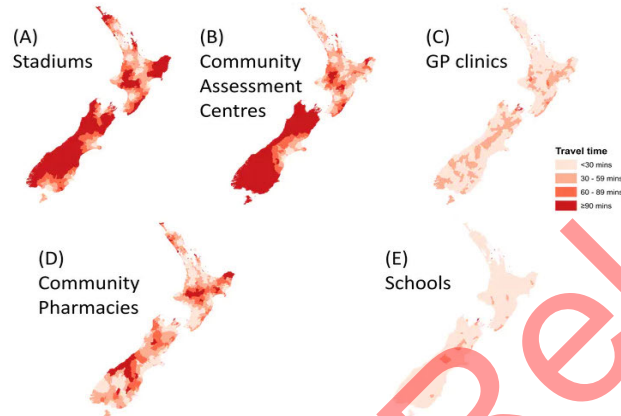 (A)
Stadiums
(B)
Community
Assessment
Centres
(C)
GP clinics
Travel time
<30 mins
30 - 59 mins
60 - 89 mins
≥90 mins
(D)
Community
Pharmacies
(E)
Schools